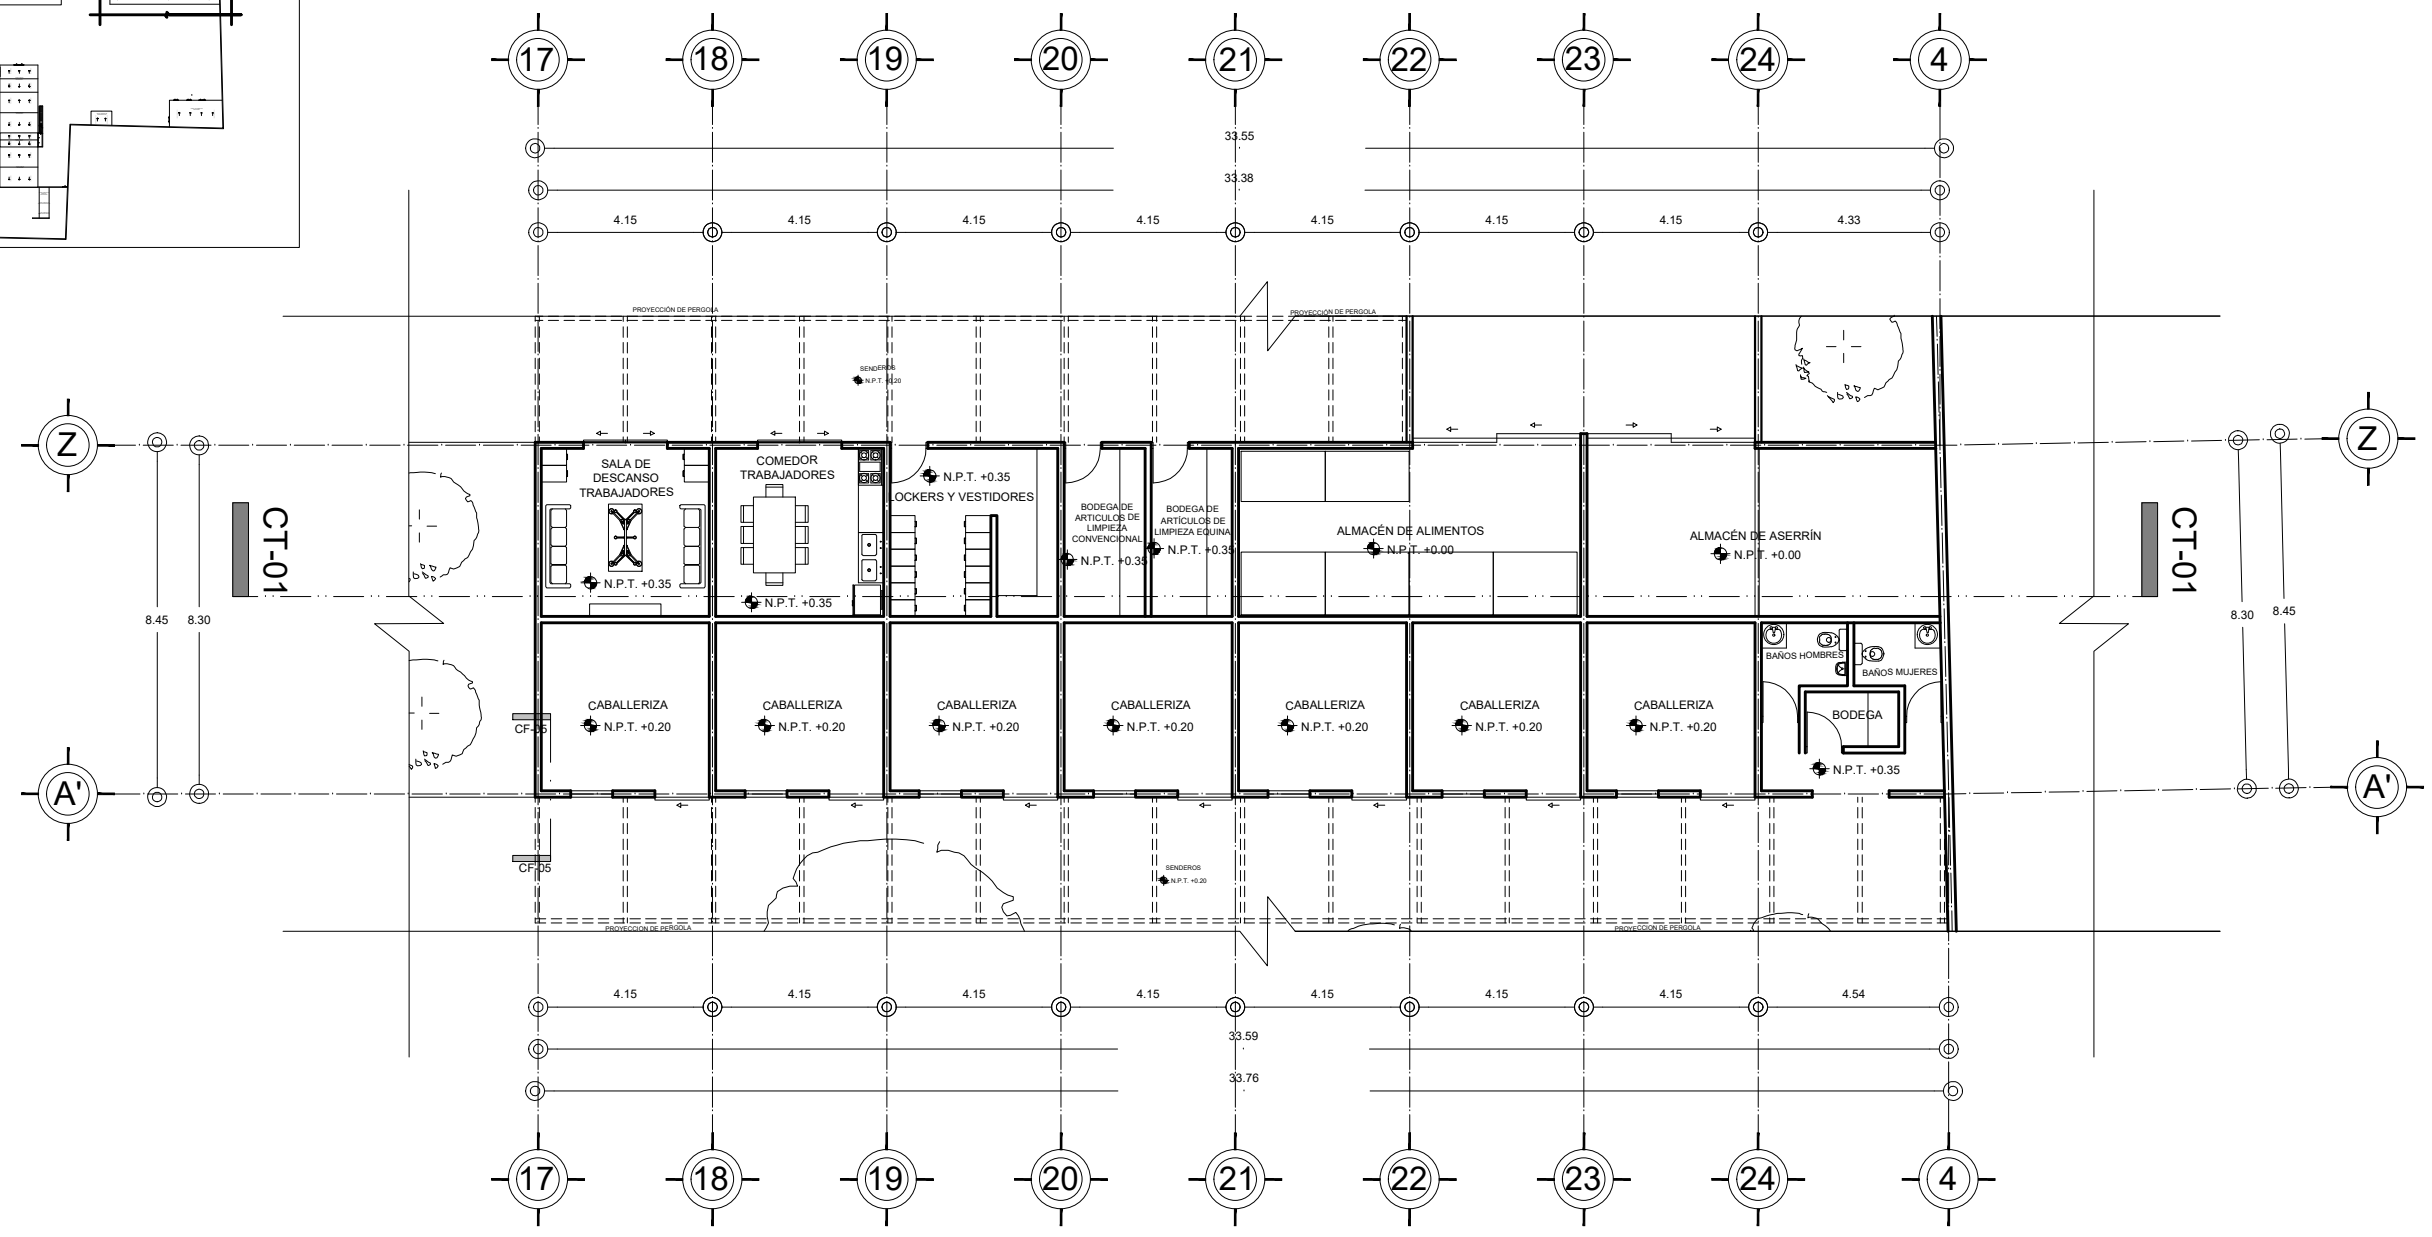 17 18 19 20 21 22 23 24 4
33.55
33.38
4.15 4.15 4.15 4.15 4.15 4.15 4.15 4.33
PROYECCIÓN DE PERGOLA PROYECCIÓN DE PERGOLA
SENDEROS
N.P.T. +0.20
Z Z
SALA DE
DESCANSO
TRABAJADORES
N.P.T. +0.35
COMEDOR
TRABAJADORES
N.P.T. +0.35
N.P.T. +0.35
LOCKERS Y VESTIDORES
BODEGA DE
ARTICULOS DE
LIMPIEZA
CONVENCIONAL
N.P.T. +0.35
BODEGA DE
ARTÍCULOS DE
LIMPIEZA EQUINA
N.P.T. +0.35
ALMACÉN DE ALIMENTOS
N.P.T. +0.00
ALMACÉN DE ASERRÍN
N.P.T. +0.00
CT-01 CT-01
8.45 8.30 8.30 8.45
BAÑOS HOMBRES
BAÑOS MUJERES
CABALLERIZA CABALLERIZA CABALLERIZA CABALLERIZA CABALLERIZA CABALLERIZA CABALLERIZA
N.P.T. +0.20 N.P.T. +0.20 N.P.T. +0.20 N.P.T. +0.20 N.P.T. +0.20 N.P.T. +0.20 N.P.T. +0.20
BODEGA
N.P.T. +0.35
CF-05
A' A'
CF-05
SENDEROS
N.P.T. +0.20
PROYECCIÓN DE PERGOLA PROYECCIÓN DE PERGOLA
4.15 4.15 4.15 4.15 4.15 4.15 4.15 4.54
33.59
33.76
17 18 19 20 21 22 23 24 4